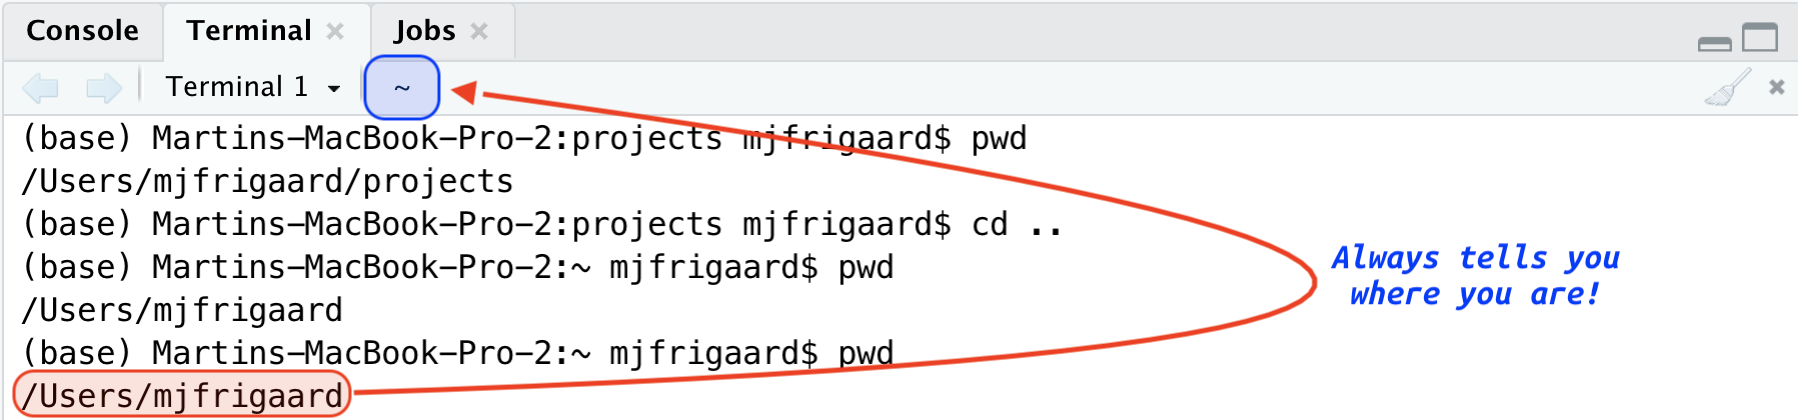 Console Terminal Jobs
Terminal 1 ~
(base) Martins-MacBook-Pro-2:projects mjfrigaard$ pwd
/Users/mjfrigaard/projects
(base) Martins-MacBook-Pro-2:projects mjfrigaard$ cd ..
(base) Martins-MacBook-Pro-2:~ mjfrigaard$ pwd
/Users/mjfrigaard
(base) Martins-MacBook-Pro-2:~ mjfrigaard$ pwd
/Users/mjfrigaard
Always tells you
where you are!